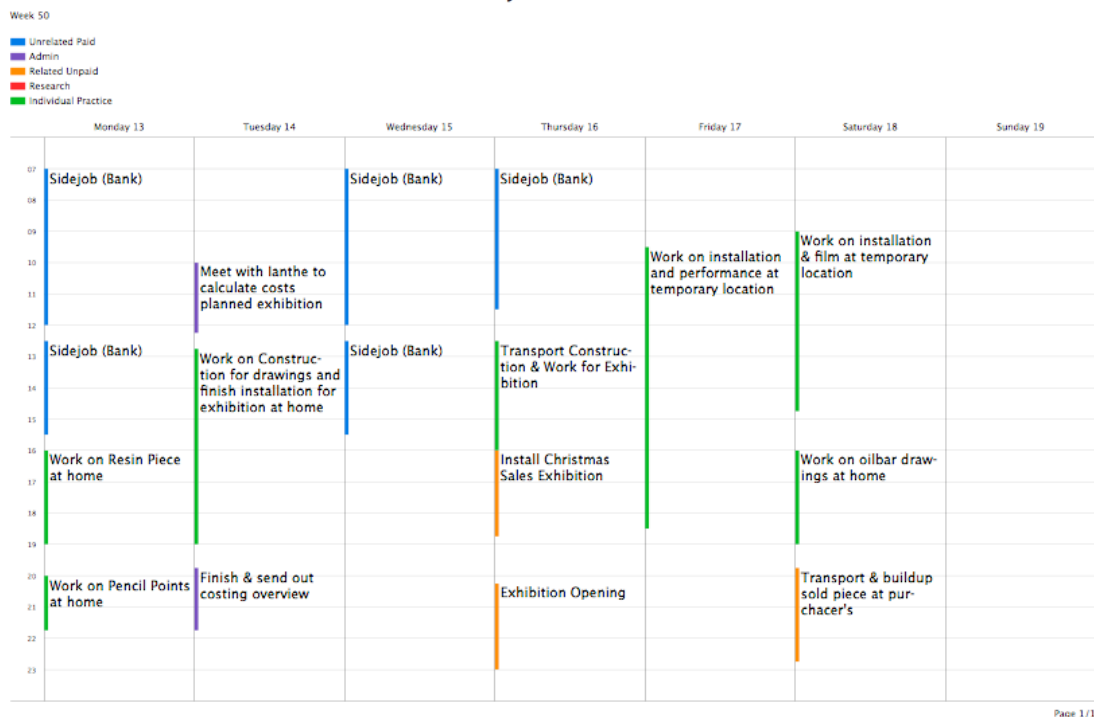 Week 50
Unrelated Paid
Admin
Related Unpaid
Research
Individual Practice
Monday 13
Tuesday 14
Wednesday 15
Thursday 16
Friday 17
Saturday 18
Sunday 19
07
08
09
10
11
12
13
14
15
16
17
18
19
20
21
22
23
Sidejob (Bank)
Sidejob (Bank)
Work on Resin Piece
at home
Work on Pencil Points
at home
Meet with Ianthe to
calculate costs
planned exhibition
Work on Construc-
tion for drawings and
finish installation for
exhibition at home
Finish & send out
costing overview
Sidejob (Bank)
Sidejob (Bank)
Sidejob (Bank)
Transport Construc-
tion & Work for Exhi-
bition
Install Christmas
Sales Exhibition
Exhibition Opening
Work on installation
and performance at
temporary location
Work on installation
& film at temporary
location
Work on oilbar draw-
ings at home
Transport & buildup
sold piece at pur-
chacer's
Page 1/1